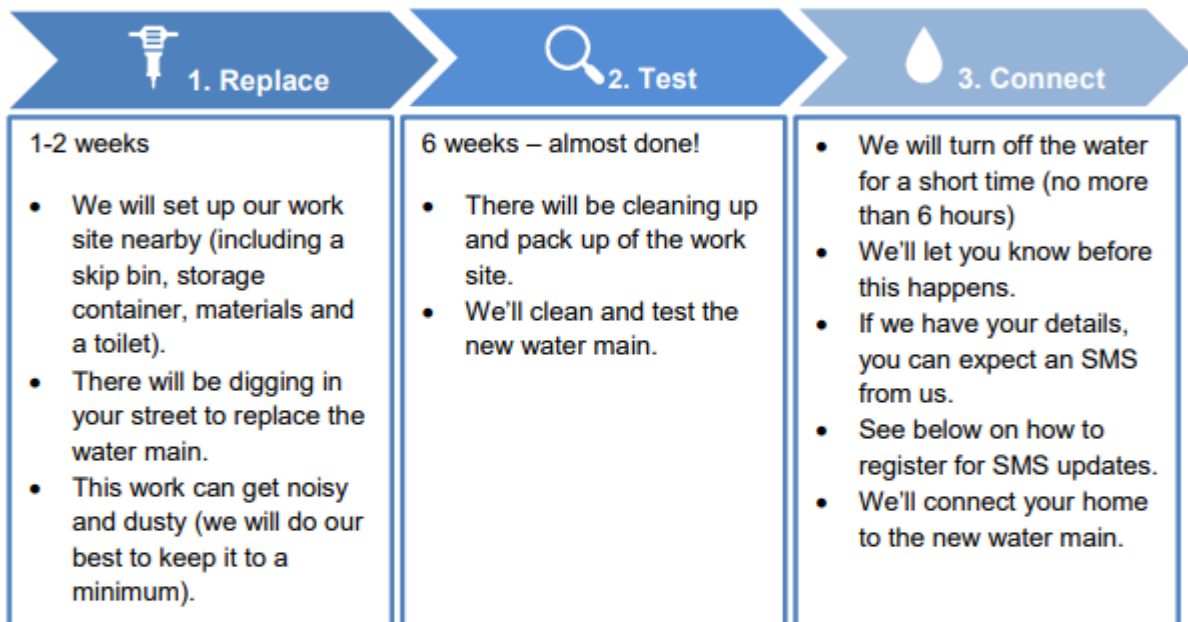 1. Replace
1-2 weeks
• We will set up our work
site nearby (including a
skip bin, storage
container, materials and
a toilet).
• There will be digging in
your street to replace the
water main.
• This work can get noisy
and dusty (we will do our
best to keep it to a
minimum).
2. Test
6 weeks – almost done!
• There will be cleaning up
and pack up of the work
site.
• We'll clean and test the
new water main.
3. Connect
• We will turn off the water
for a short time (no more
than 6 hours)
• We'll let you know before
this happens.
• If we have your details,
you can expect an SMS
from us.
• See below on how to
register for SMS updates.
• We'll connect your home
to the new water main.